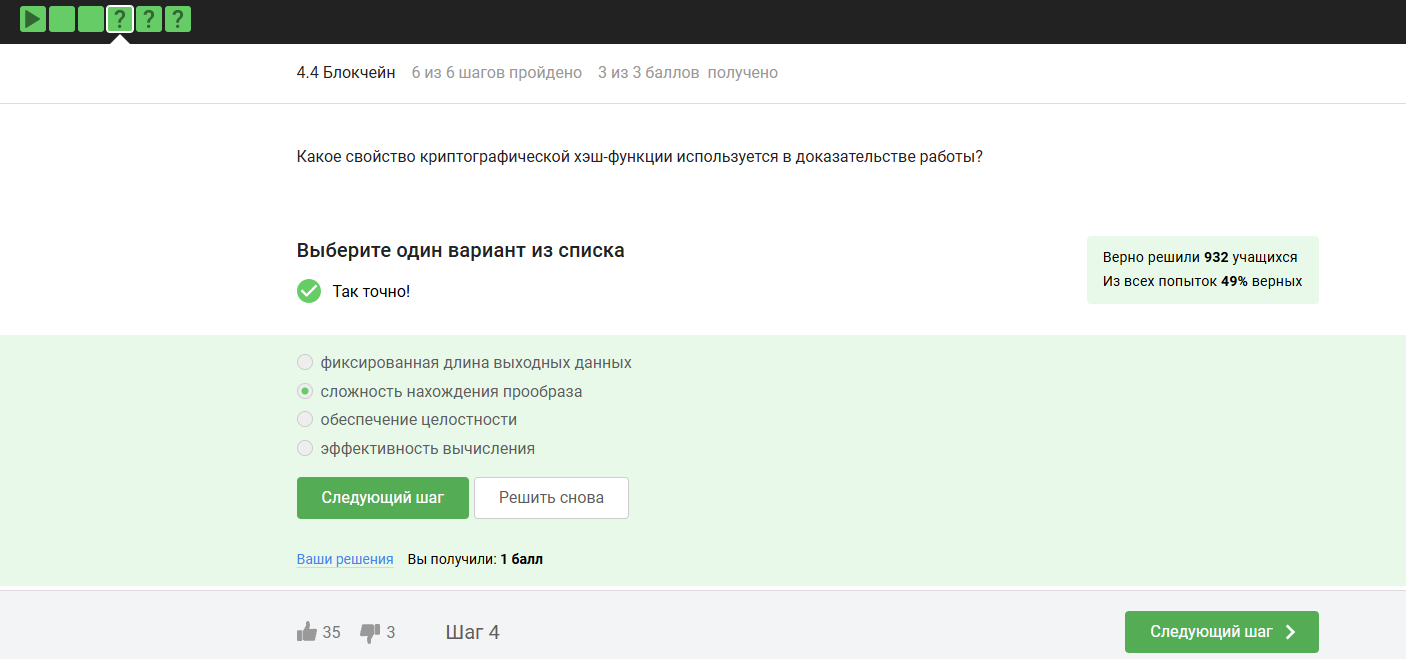 ? ? ?
4.4 Блокчейн 6 из 6 шагов пройдено 3 из 3 баллов получено
Какое свойство криптографической хэш-функции используется в доказательстве работы?
Выберите один вариант из списка
Так точно!
Верно решили 932 учащихся
Из всех попыток 49% верных
фиксированная длина выходных данных
сложность нахождения прообраза
обеспечение целостности
эффективность вычисления
Следующий шаг Решить снова
Ваши решения Вы получили: 1 балл
35 3 Шаг 4 Следующий шаг